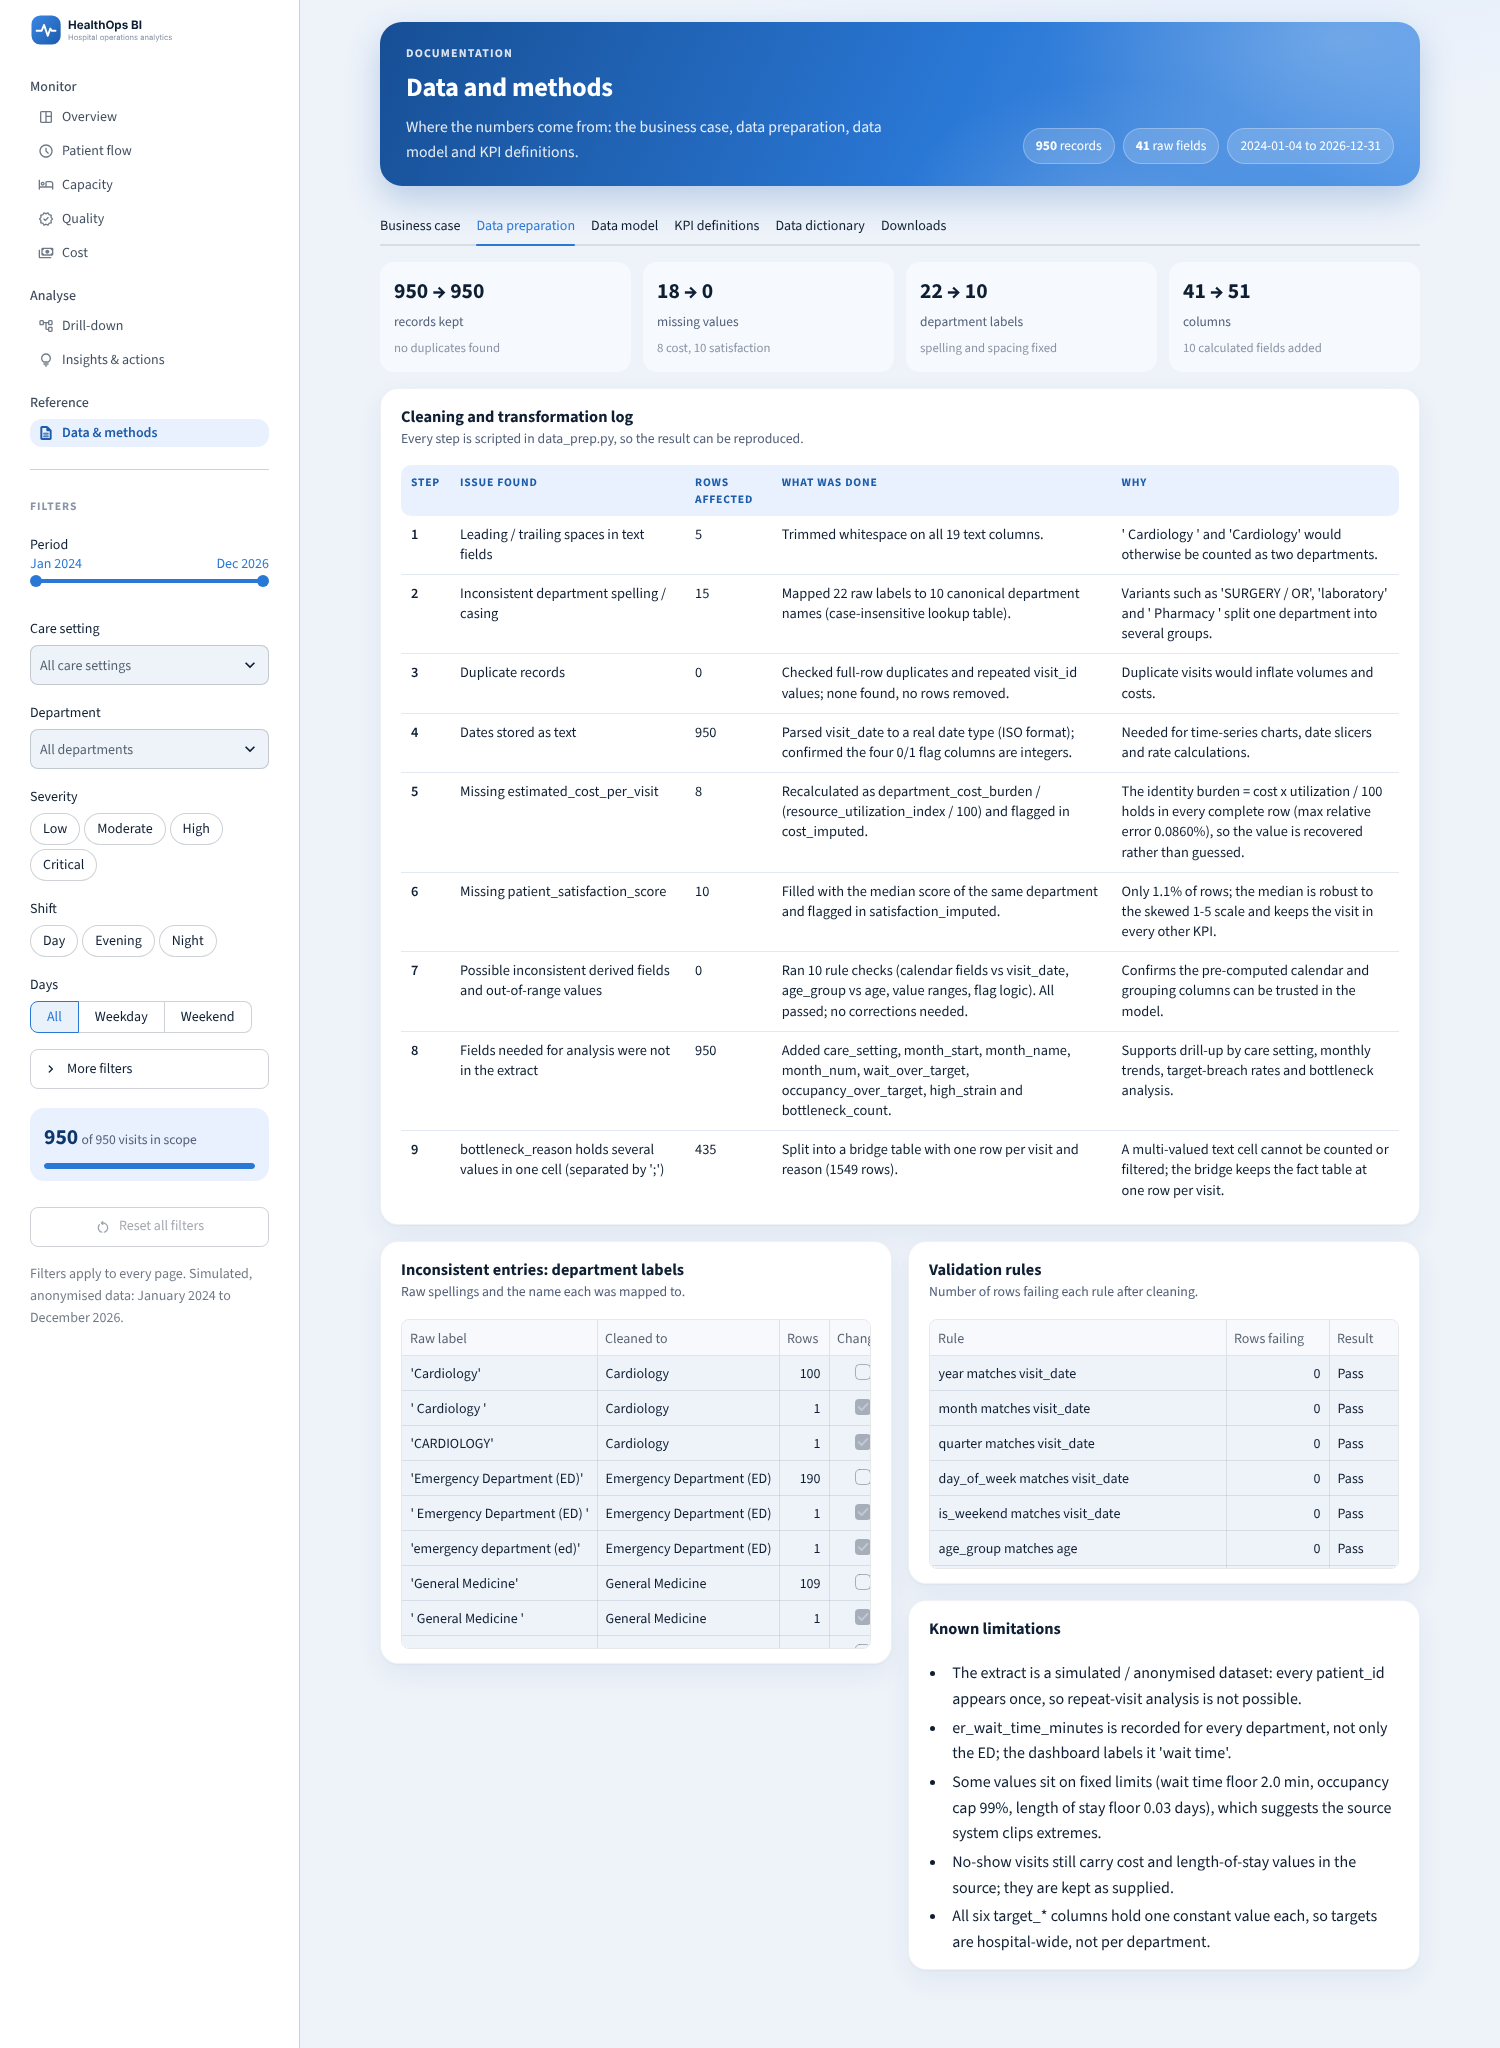 HealthOps BI
Hospital operations analytics
Monitor
Overview
Patient flow
Capacity
Quality
Cost
Analyse
Drill-down
Insights & actions
Reference
Data & methods
FILTERS
Period
Jan 2024 Dec 2026
Care setting
All care settings
Department
All departments
Severity
Low Moderate High
Critical
Shift
Day Evening Night
Days
All Weekday Weekend
More filters
950 of 950 visits in scope
Reset all filters
Filters apply to every page. Simulated,
anonymised data: January 2024 to
December 2026.
DOCUMENTATION
Data and methods
Where the numbers come from: the business case, data preparation, data
model and KPI definitions.
950 records 41 raw fields 2024-01-04 to 2026-12-31
Business case Data preparation Data model KPI definitions Data dictionary Downloads
950 → 950
records kept
no duplicates found
18 → 0
missing values
8 cost, 10 satisfaction
22 → 10
department labels
spelling and spacing fixed
41 → 51
columns
10 calculated fields added
Cleaning and transformation log
Every step is scripted in data_prep.py, so the result can be reproduced.
STEP ISSUE FOUND ROWS WHAT WAS DONE WHY
AFFECTED
1 Leading / trailing spaces in text 5 Trimmed whitespace on all 19 text columns. ' Cardiology ' and 'Cardiology' would
fields otherwise be counted as two departments.
2 Inconsistent department spelling / 15 Mapped 22 raw labels to 10 canonical department Variants such as 'SURGERY / OR', 'laboratory'
casing names (case-insensitive lookup table). and ' Pharmacy ' split one department into
several groups.
3 Duplicate records 0 Checked full-row duplicates and repeated visit_id Duplicate visits would inflate volumes and
values; none found, no rows removed. costs.
4 Dates stored as text 950 Parsed visit_date to a real date type (ISO format); Needed for time-series charts, date slicers
confirmed the four 0/1 flag columns are integers. and rate calculations.
5 Missing estimated_cost_per_visit 8 Recalculated as department_cost_burden / The identity burden = cost x utilization / 100
(resource_utilization_index / 100) and flagged in holds in every complete row (max relative
cost_imputed. error 0.0860%), so the value is recovered
rather than guessed.
6 Missing patient_satisfaction_score 10 Filled with the median score of the same department Only 1.1% of rows; the median is robust to
and flagged in satisfaction_imputed. the skewed 1-5 scale and keeps the visit in
every other KPI.
7 Possible inconsistent derived fields 0 Ran 10 rule checks (calendar fields vs visit_date, Confirms the pre-computed calendar and
and out-of-range values age_group vs age, value ranges, flag logic). All grouping columns can be trusted in the
passed; no corrections needed. model.
8 Fields needed for analysis were not 950 Added care_setting, month_start, month_name, Supports drill-up by care setting, monthly
in the extract month_num, wait_over_target, trends, target-breach rates and bottleneck
occupancy_over_target, high_strain and analysis.
bottleneck_count.
9 bottleneck_reason holds several 435 Split into a bridge table with one row per visit and A multi-valued text cell cannot be counted or
values in one cell (separated by ';') reason (1549 rows). filtered; the bridge keeps the fact table at
one row per visit.
Inconsistent entries: department labels
Raw spellings and the name each was mapped to.
Raw label Cleaned to Rows Chang
'Cardiology' Cardiology 100
' Cardiology ' Cardiology 1
'CARDIOLOGY' Cardiology 1
'Emergency Department (ED)' Emergency Department (ED) 190
' Emergency Department (ED) ' Emergency Department (ED) 1
'emergency department (ed)' Emergency Department (ED) 1
'General Medicine' General Medicine 109
' General Medicine ' General Medicine 1
Validation rules
Number of rows failing each rule after cleaning.
Rule Rows failing Result
year matches visit_date 0 Pass
month matches visit_date 0 Pass
quarter matches visit_date 0 Pass
day_of_week matches visit_date 0 Pass
is_weekend matches visit_date 0 Pass
age_group matches age 0 Pass
Known limitations
• The extract is a simulated / anonymised dataset: every patient_id
appears once, so repeat-visit analysis is not possible.
• er_wait_time_minutes is recorded for every department, not only
the ED; the dashboard labels it 'wait time'.
• Some values sit on fixed limits (wait time floor 2.0 min, occupancy
cap 99%, length of stay floor 0.03 days), which suggests the source
system clips extremes.
• No-show visits still carry cost and length-of-stay values in the
source; they are kept as supplied.
• All six target_* columns hold one constant value each, so targets
are hospital-wide, not per department.